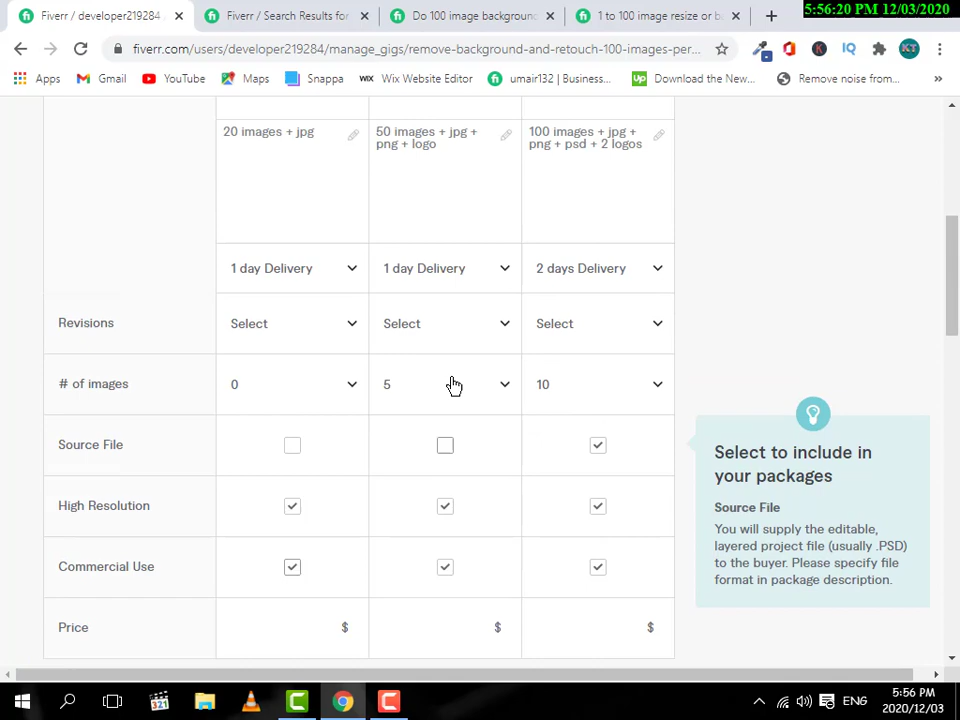 5:56:20 PM 12/03/2020
Fiverr / developer219284
Fiverr / Search Results for
Do 100 image background
1 to 100 image resize or b
fiverr.com/users/developer219284/manage_gigs/remove-background-and-retouch-100-images-per...
KT
Apps
Gmail
YouTube
Maps
Snappa
WIX Wix Website Editor
umair132 | Business...
Up Download the New...
Remove noise from...
»
20 images + jpg
50 images + jpg +
png + logo
100 images + jpg +
png + psd + 2 logos
1 day Delivery
1 day Delivery
2 days Delivery
Revisions
Select
Select
Select
# of images
0
5
10
Source File
High Resolution
Commercial Use
Price
$
$
$
Select to include in
your packages
Source File
You will supply the editable,
layered project file (usually .PSD)
to the buyer. Please specify file
format in package description.
321
ENG
5:56 PM
2020/12/03